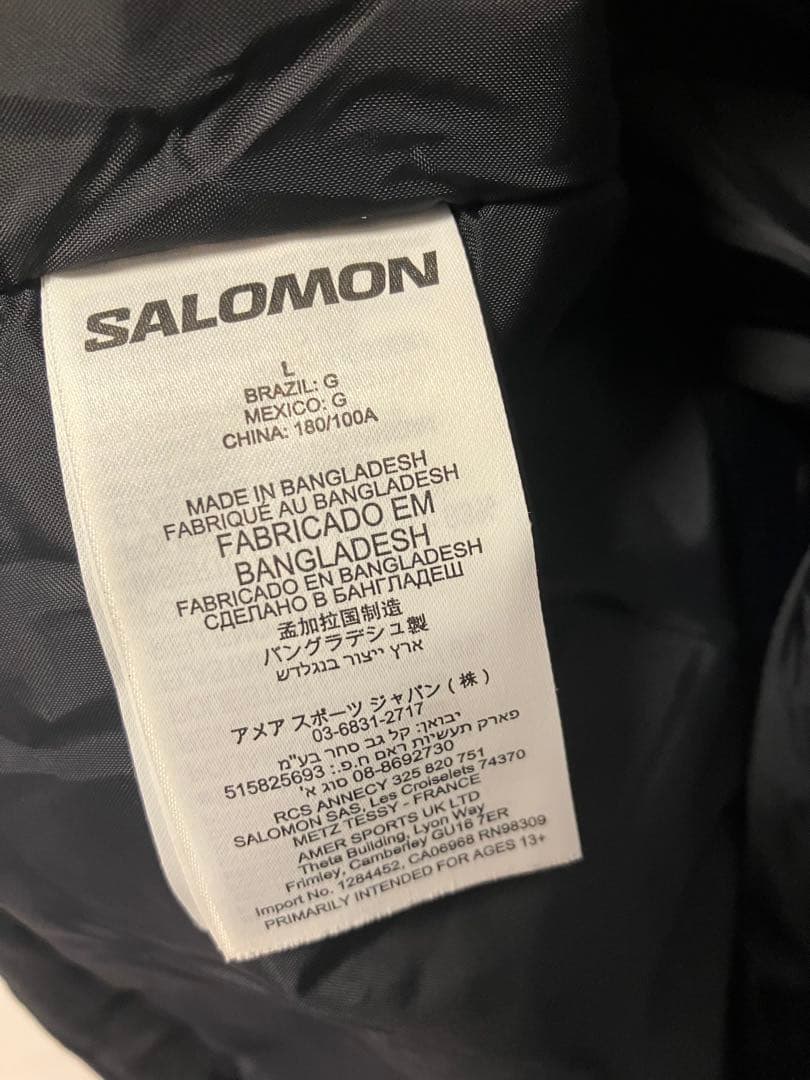 SALOMON
L
BRAZIL: G
MEXICO: G
CHINA: 180/100A
MADE IN BANGLADESH
FABRIQUÉ AU BANGLADESH
FABRICADO EM
BANGLADESH
FABRICADO EN BANGLADESH
СДЕЛАНО В БАНГЛАДЕШ
孟加拉国制造
バングラデシュ製
ארץ ייצור בנגלדש
アメア スポーツ ジャパン(株)
03-6831-2717
יבואן: קל גב סחר בע"מ
פארק תעשיות ראם ח.פ.:
515825693 סוג א' 08-8692730
RCS ANNECY 325 820 751
SALOMON SAS, Les Croiselets 74370
METZ TESSY - FRANCE
AMER SPORTS UK LTD
Theta Building, Lyon Way
Frimley, Camberley GU16 7ER
Import No. 1284452, CA06968 RN98309
PRIMARILY INTENDED FOR AGES 13+